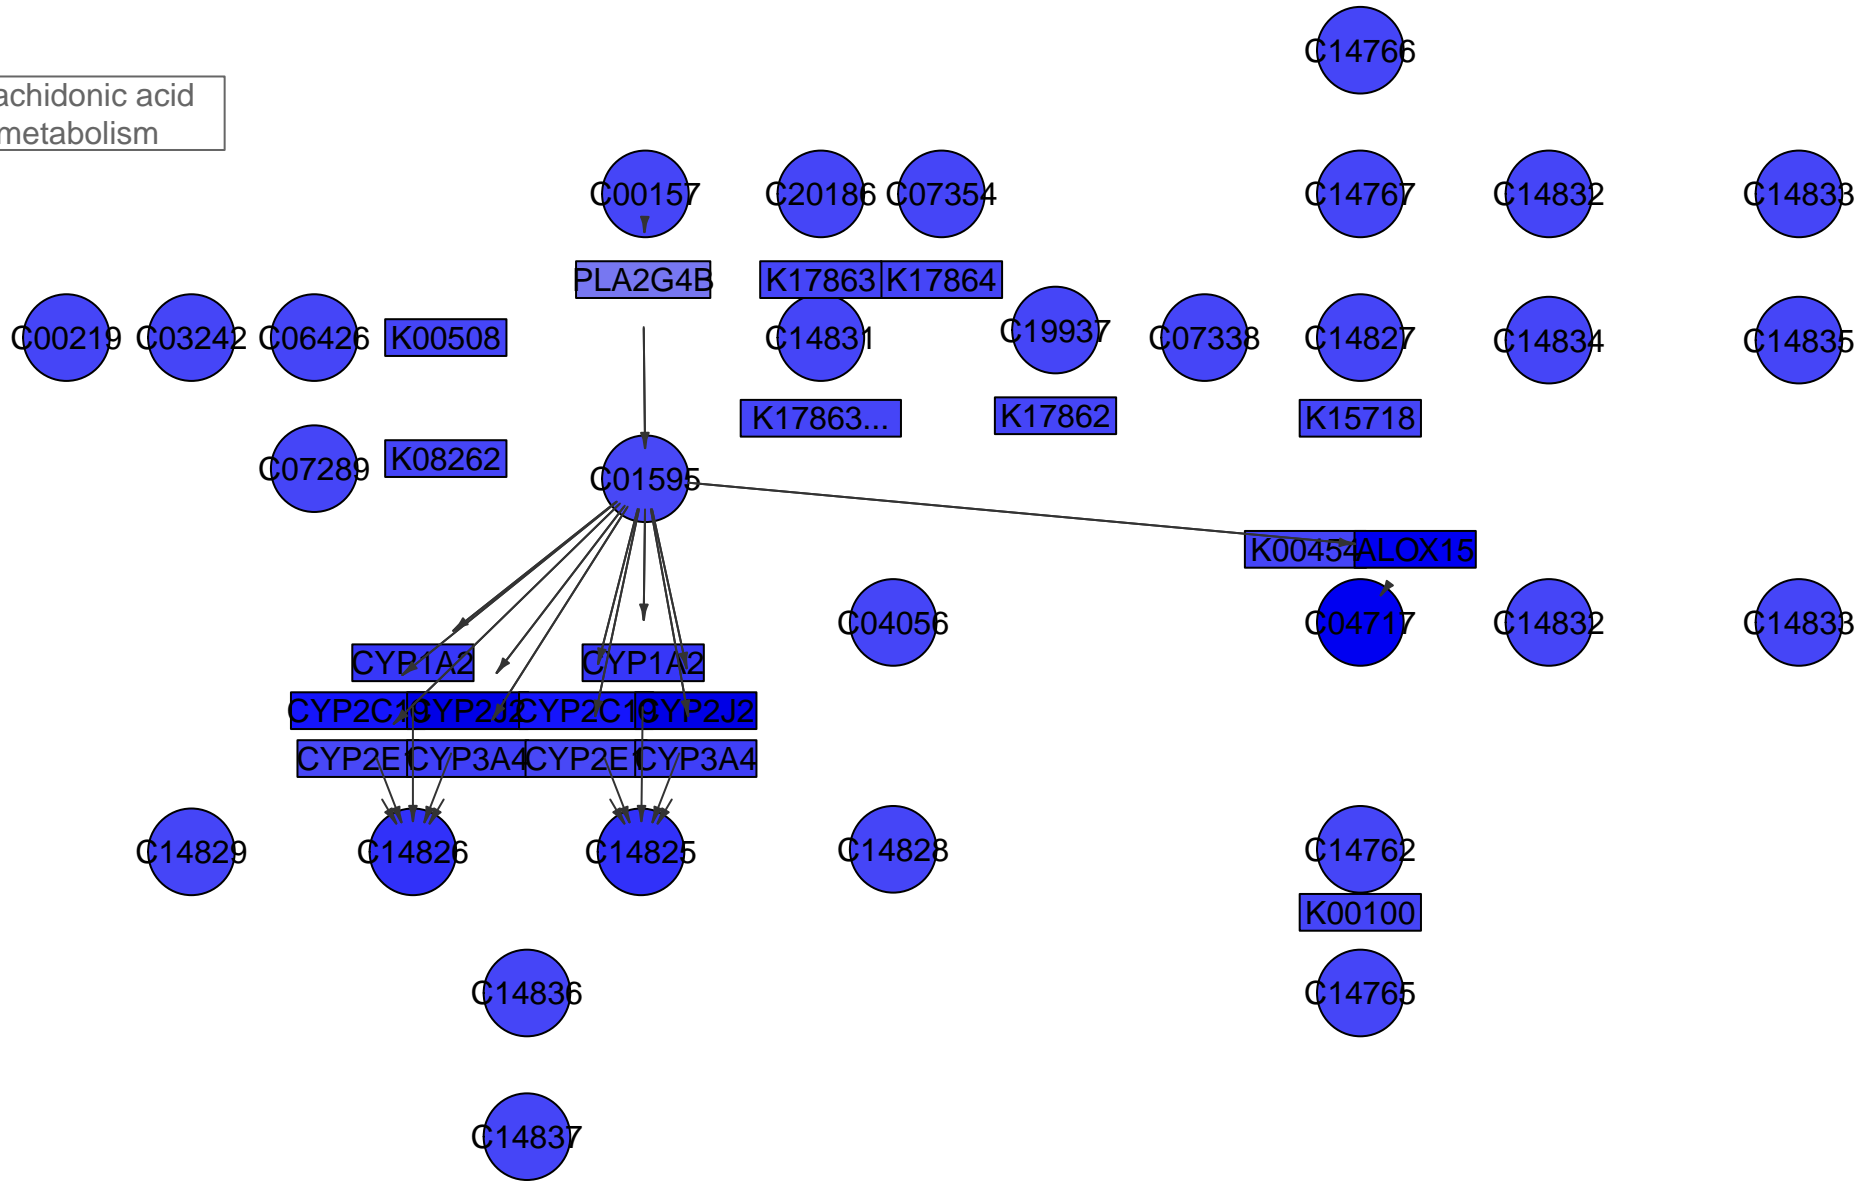 C14766
achidonic acid
metabolism
C00157
C20186
C07354
C14767
C14832
C14833
PLA2G4B
K17863
K17864
C00219
C03242
C06426
K00508
C14831
C19937
C07338
C14827
C14834
C14835
K17863...
K17862
K15718
C07289
K08262
C01595
K00454
ALOX15
C04056
C04717
C14832
C14833
CYP1A2
CYP1A2
CYP2C19
CYP2J2
CYP2C19
CYP2J2
CYP2E1
CYP3A4
CYP2E1
CYP3A4
C14829
C14826
C14825
C14828
C14762
K00100
C14836
C14765
C14837